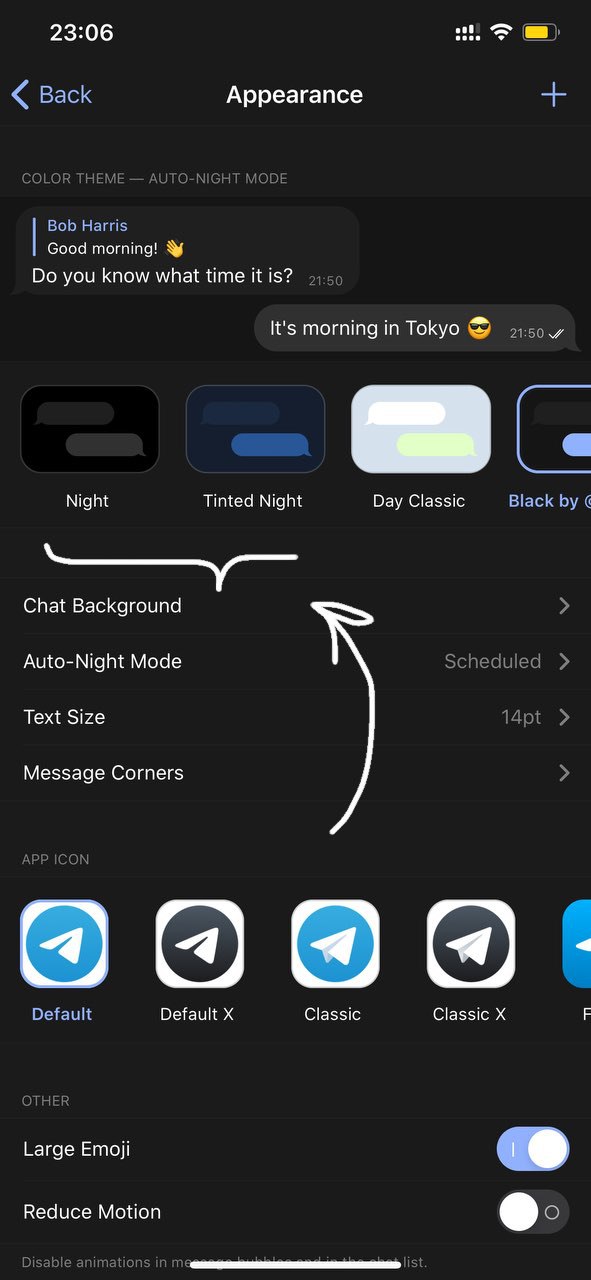 23:06
Back
Appearance
COLOR THEME — AUTO-NIGHT MODE
Bob Harris
Good morning! 👋
Do you know what time it is? 21:50
It's morning in Tokyo 😎 21:50
Night
Tinted Night
Day Classic
Black by
Chat Background
Auto-Night Mode Scheduled
Text Size 14pt
Message Corners
APP ICON
Default
Default X
Classic
Classic X
OTHER
Large Emoji
Reduce Motion
Disable animations in message bubbles and in the chat list.